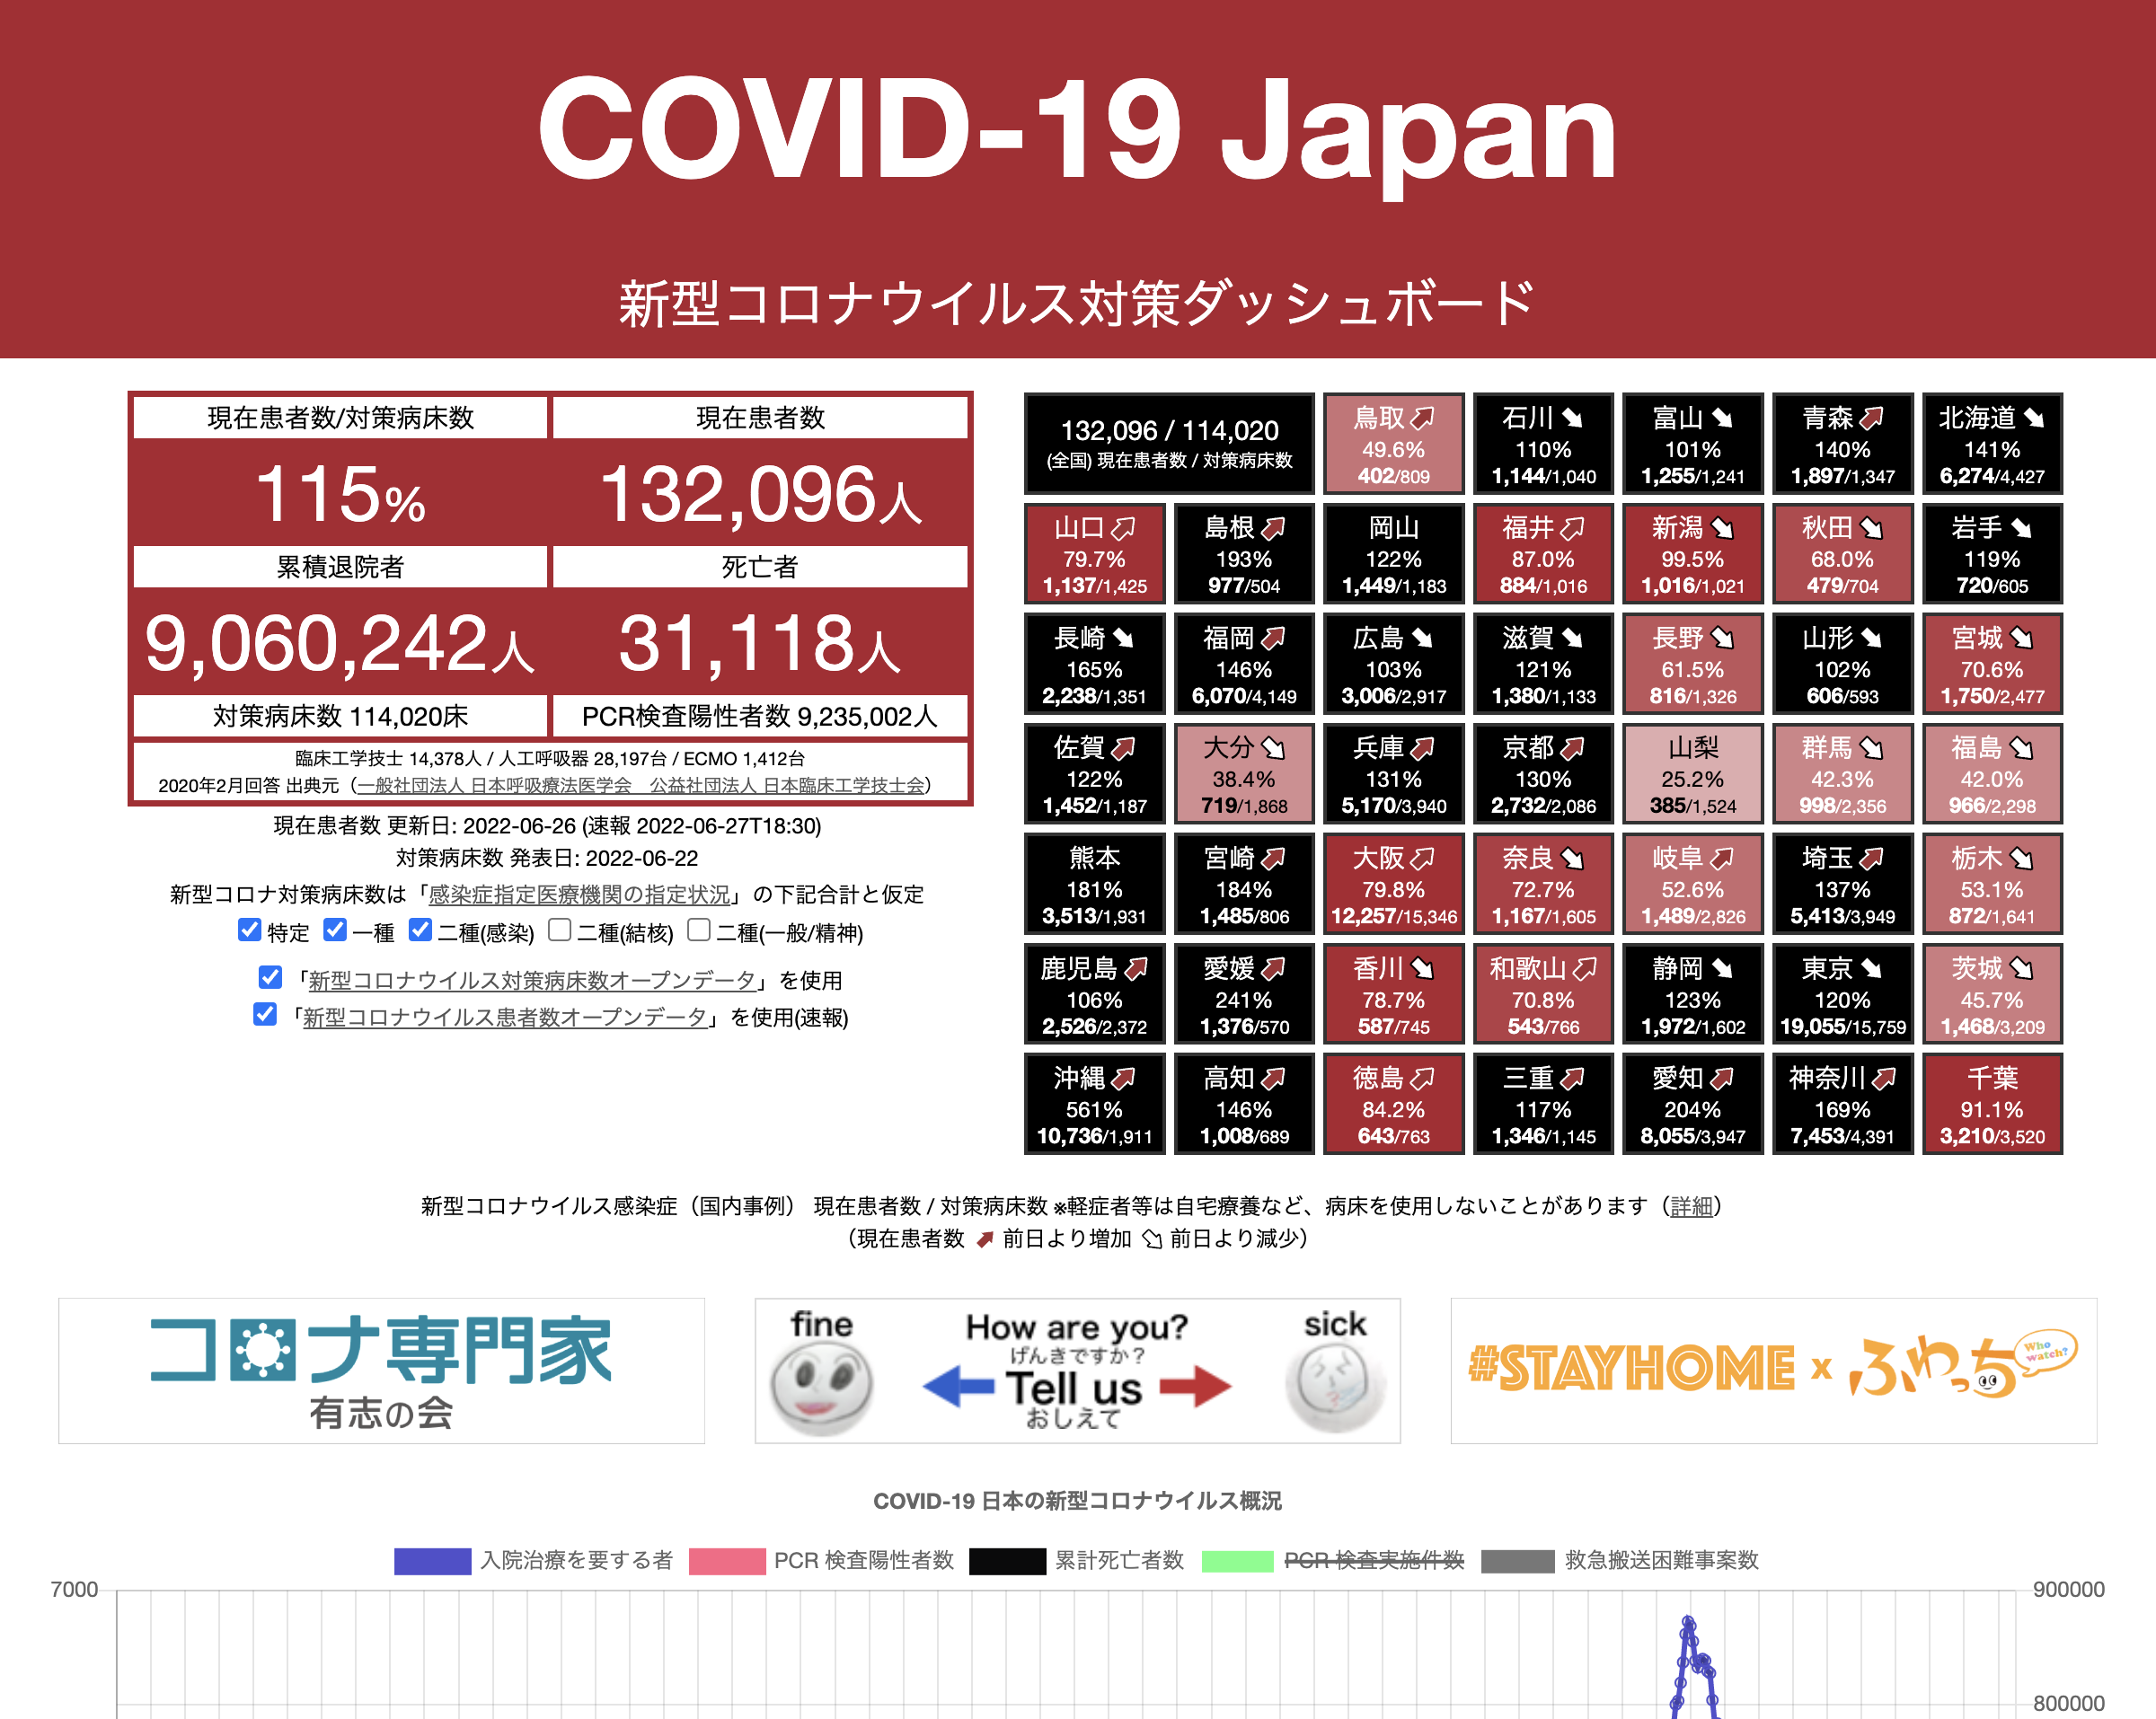 COVID-19 Japan
新型コロナウイルス対策ダッシュボード
現在患者数/対策病床数
現在患者数
115%
132,096人
累積退院者
死亡者
9,060,242人
31,118人
対策病床数 114,020床
PCR検査陽性者数 9,235,002人
臨床工学技士 14,378人 / 人工呼吸器 28,197台 / ECMO 1,412台
2020年2月回答 出典元（一般社団法人 日本呼吸療法医学会　公益社団法人 日本臨床工学技士会）
現在患者数 更新日: 2022-06-26 (速報 2022-06-27T18:30)
対策病床数 発表日: 2022-06-22
新型コロナ対策病床数は「感染症指定医療機関の指定状況」の下記合計と仮定
特定 一種 二種(感染) 二種(結核) 二種(一般/精神)
「新型コロナウイルス対策病床数オープンデータ」を使用
「新型コロナウイルス患者数オープンデータ」を使用(速報)
132,096 / 114,020
(全国) 現在患者数 / 対策病床数
鳥取
49.6%
402/809
石川
110%
1,144/1,040
富山
101%
1,255/1,241
青森
140%
1,897/1,347
北海道
141%
6,274/4,427
山口
79.7%
1,137/1,425
島根
193%
977/504
岡山
122%
1,449/1,183
福井
87.0%
884/1,016
新潟
99.5%
1,016/1,021
秋田
68.0%
479/704
岩手
119%
720/605
長崎
165%
2,238/1,351
福岡
146%
6,070/4,149
広島
103%
3,006/2,917
滋賀
121%
1,380/1,133
長野
61.5%
816/1,326
山形
102%
606/593
宮城
70.6%
1,750/2,477
佐賀
122%
1,452/1,187
大分
38.4%
719/1,868
兵庫
131%
5,170/3,940
京都
130%
2,732/2,086
山梨
25.2%
385/1,524
群馬
42.3%
998/2,356
福島
42.0%
966/2,298
熊本
181%
3,513/1,931
宮崎
184%
1,485/806
大阪
79.8%
12,257/15,346
奈良
72.7%
1,167/1,605
岐阜
52.6%
1,489/2,826
埼玉
137%
5,413/3,949
栃木
53.1%
872/1,641
鹿児島
106%
2,526/2,372
愛媛
241%
1,376/570
香川
78.7%
587/745
和歌山
70.8%
543/766
静岡
123%
1,972/1,602
東京
120%
19,055/15,759
茨城
45.7%
1,468/3,209
沖縄
561%
10,736/1,911
高知
146%
1,008/689
徳島
84.2%
643/763
三重
117%
1,346/1,145
愛知
204%
8,055/3,947
神奈川
169%
7,453/4,391
千葉
91.1%
3,210/3,520
新型コロナウイルス感染症（国内事例） 現在患者数 / 対策病床数 ※軽症者等は自宅療養など、病床を使用しないことがあります（詳細）
（現在患者数 前日より増加 前日より減少）
コロナ専門家
有志の会
fine
How are you?
げんきですか？
Tell us
おしえて
sick
#STAYHOME x ふわっち
Who watch?
COVID-19 日本の新型コロナウイルス概況
入院治療を要する者 PCR 検査陽性者数 累計死亡者数 PCR 検査実施件数 救急搬送困難事案数
7000
900000
800000